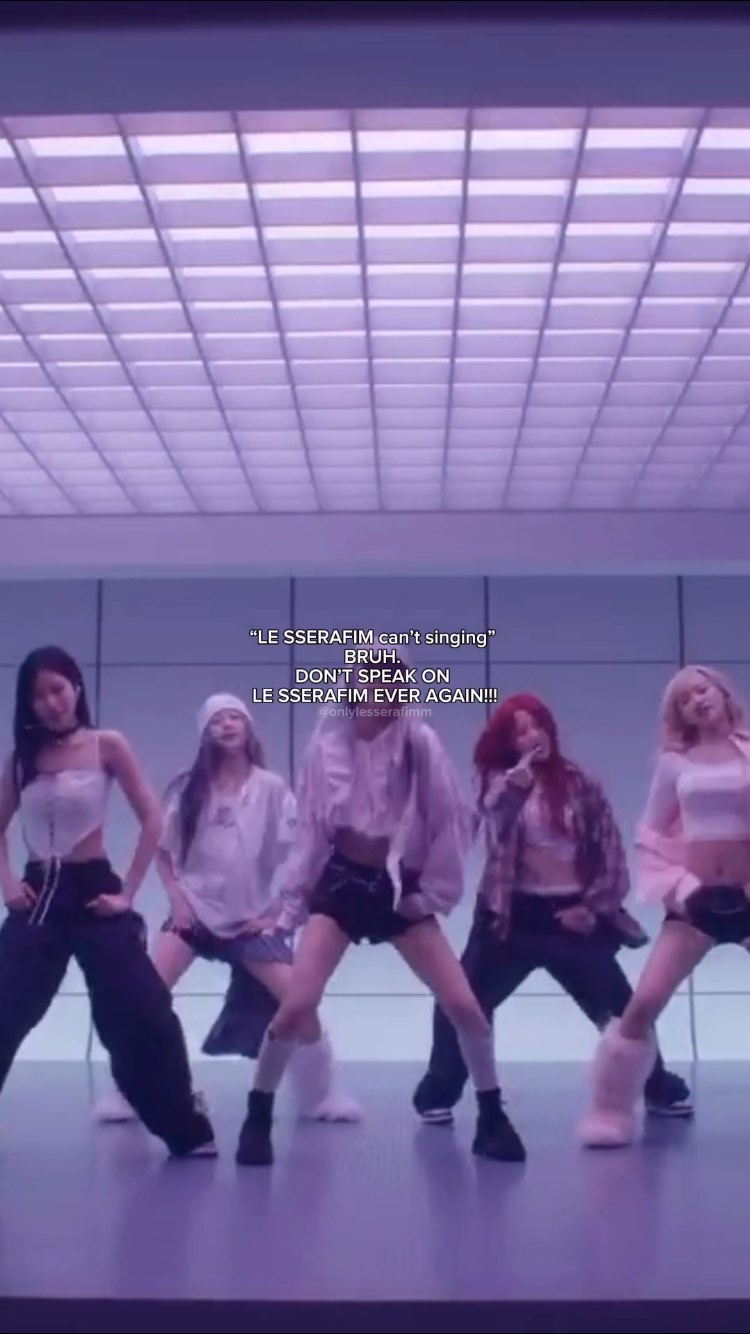 “LE SSERAFIM can’t singing”
BRUH.
DON’T SPEAK ON
LE SSERAFIM EVER AGAIN!!!
@onlylesserafimm